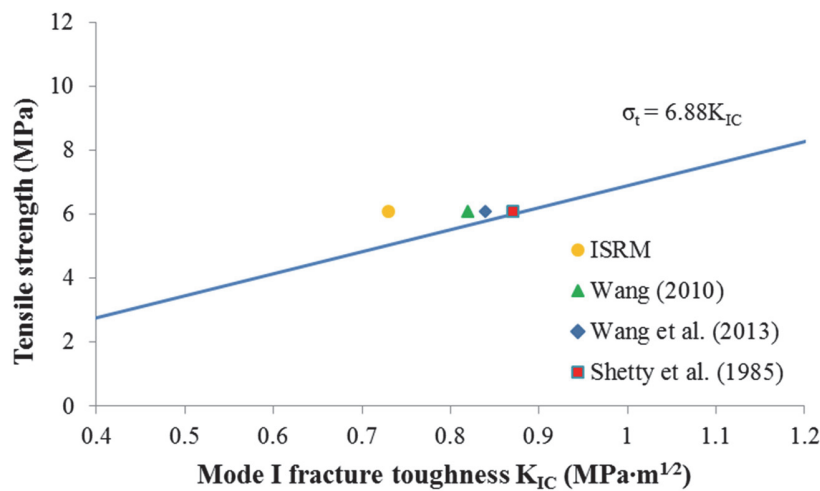 12
10
8
6
4
2
0
Tensile strength (MPa)
σt = 6.88KIC
ISRM
Wang (2010)
Wang et al. (2013)
Shetty et al. (1985)
0.4 0.5 0.6 0.7 0.8 0.9 1 1.1 1.2
Mode I fracture toughness KIC (MPa·m1/2)